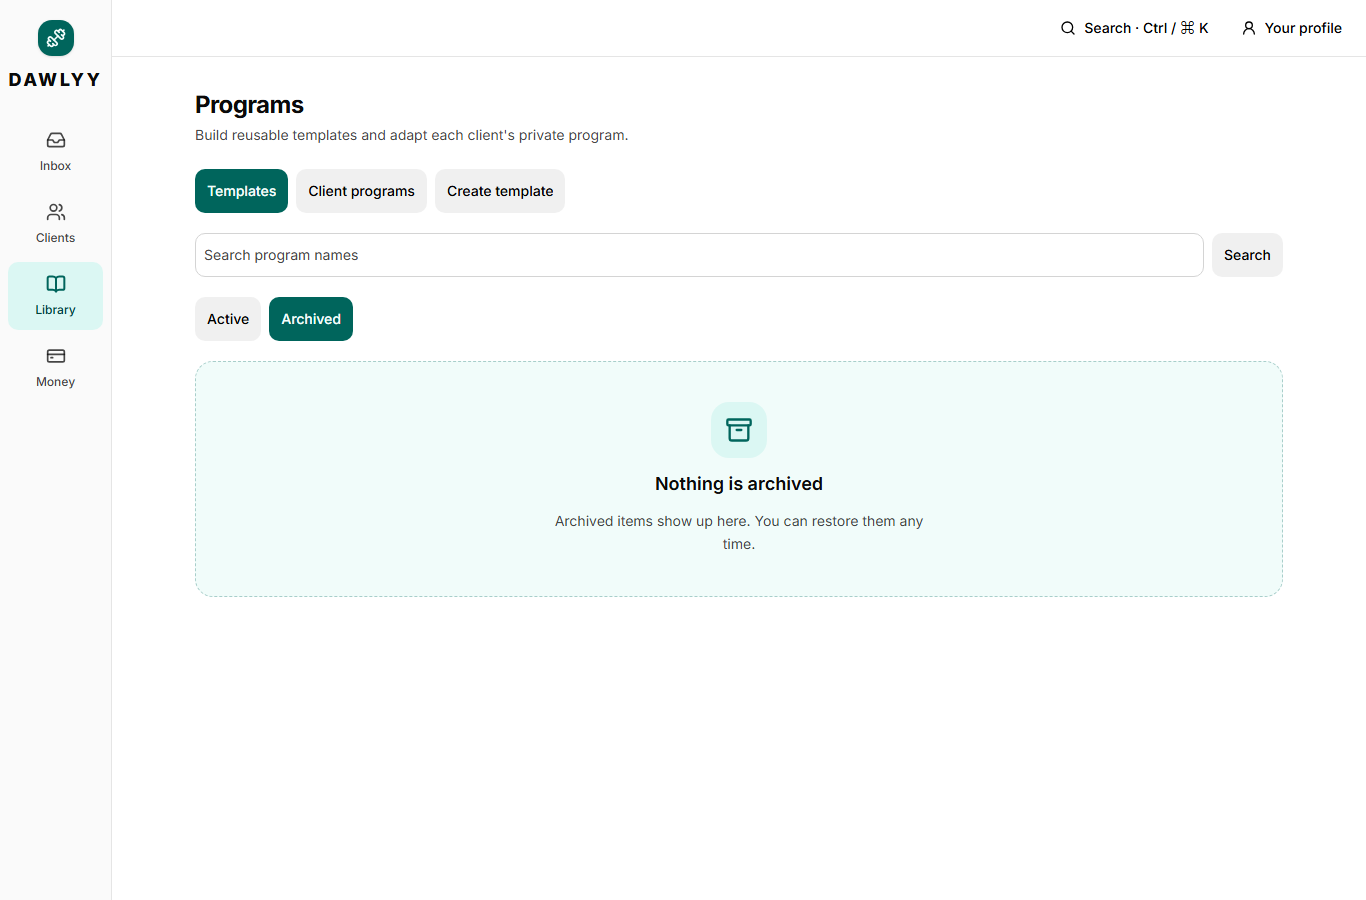 DAWLYY
Search · Ctrl / ⌘ K
Your profile
Inbox
Clients
Library
Money
Programs
Build reusable templates and adapt each client's private program.
Templates
Client programs
Create template
Search program names
Search
Active
Archived
Nothing is archived
Archived items show up here. You can restore them any
time.